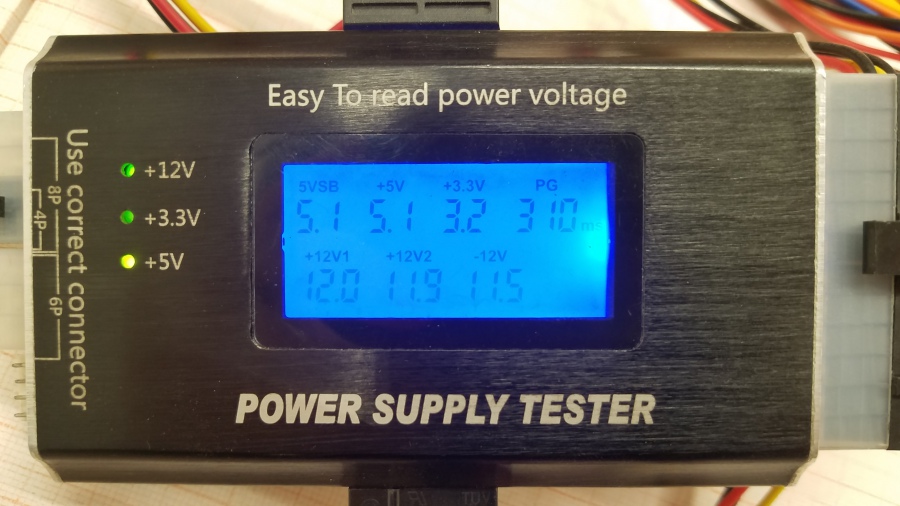 Easy To read power voltage
Use correct connector
8P
4P
6P
+12V
+3.3V
+5V
5VSB +5V +3.3V PG
5.1 5.1 3.2 310 ms
+12V1 +12V2 -12V
12.0 11.9 11.5
POWER SUPPLY TESTER